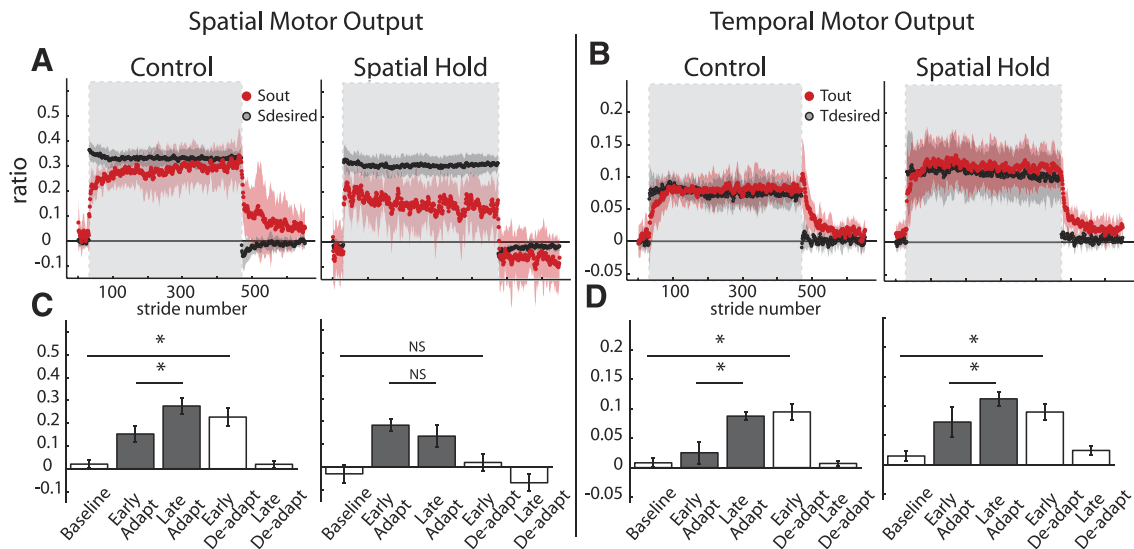 Spatial Motor Output
Temporal Motor Output
A
Control
Spatial Hold
B
Control
Spatial Hold
ratio
0.4
0.3
0.2
0.1
0
-0.1
Sout
Sdesired
100
300
500
stride number
0.2
0.15
0.1
0.05
0
-0.05
Tout
Tdesired
100
300
500
stride number
C
ratio
0.5
0.4
0.3
0.2
0.1
0
-0.1
*
*
NS
NS
Baseline
Early Adapt
Late Adapt
Early De-adapt
Late De-adapt
Baseline
Early Adapt
Late Adapt
Early De-adapt
Late De-adapt
D
0.2
0.15
0.1
0.05
0
-0.05
*
*
*
*
Baseline
Early Adapt
Late Adapt
Early De-adapt
Late De-adapt
Baseline
Early Adapt
Late Adapt
Early De-adapt
Late De-adapt